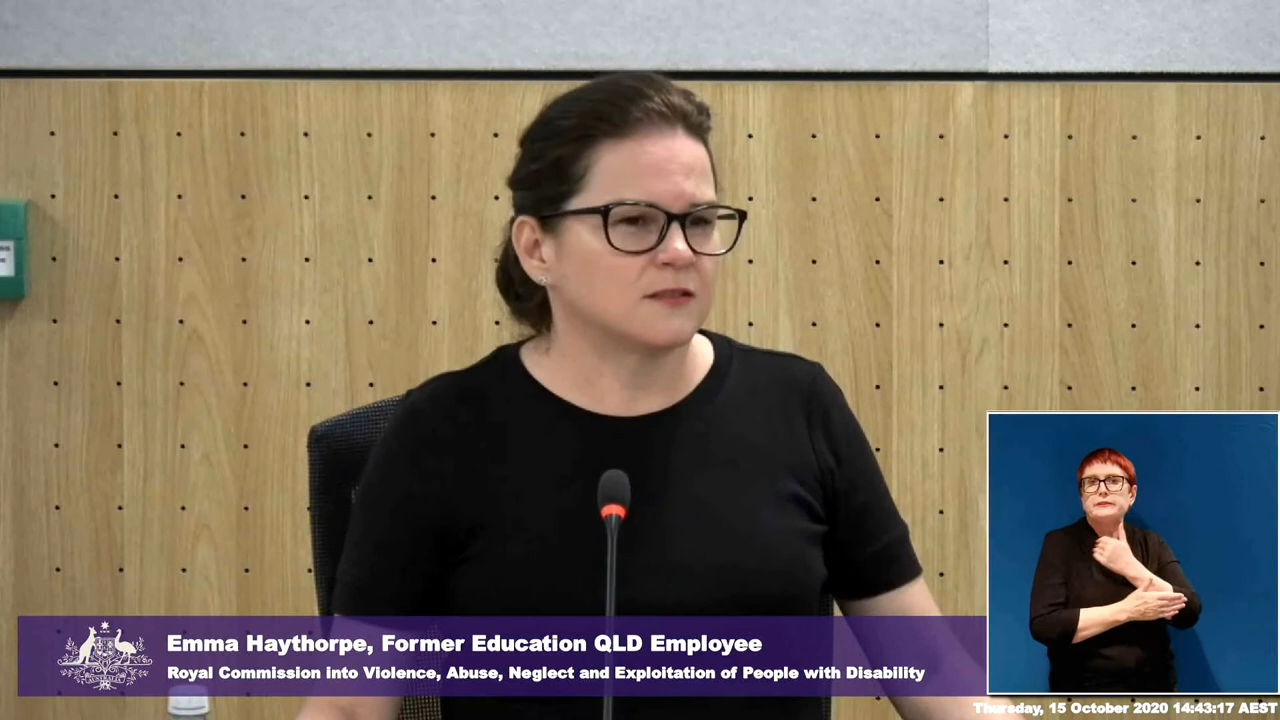 Emma Haythorpe, Former Education QLD Employee
Royal Commission into Violence, Abuse, Neglect and Exploitation of People with Disability
Thursday, 15 October 2020 14:43:17 AEST